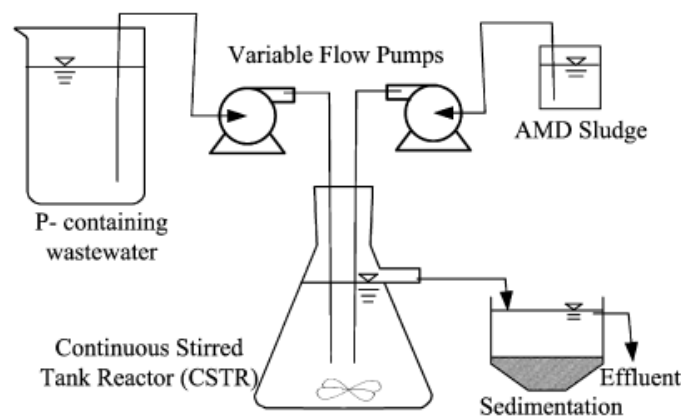 Variable Flow Pumps
AMD Sludge
P- containing
wastewater
Continuous Stirred
Tank Reactor (CSTR)
Effluent
Sedimentation